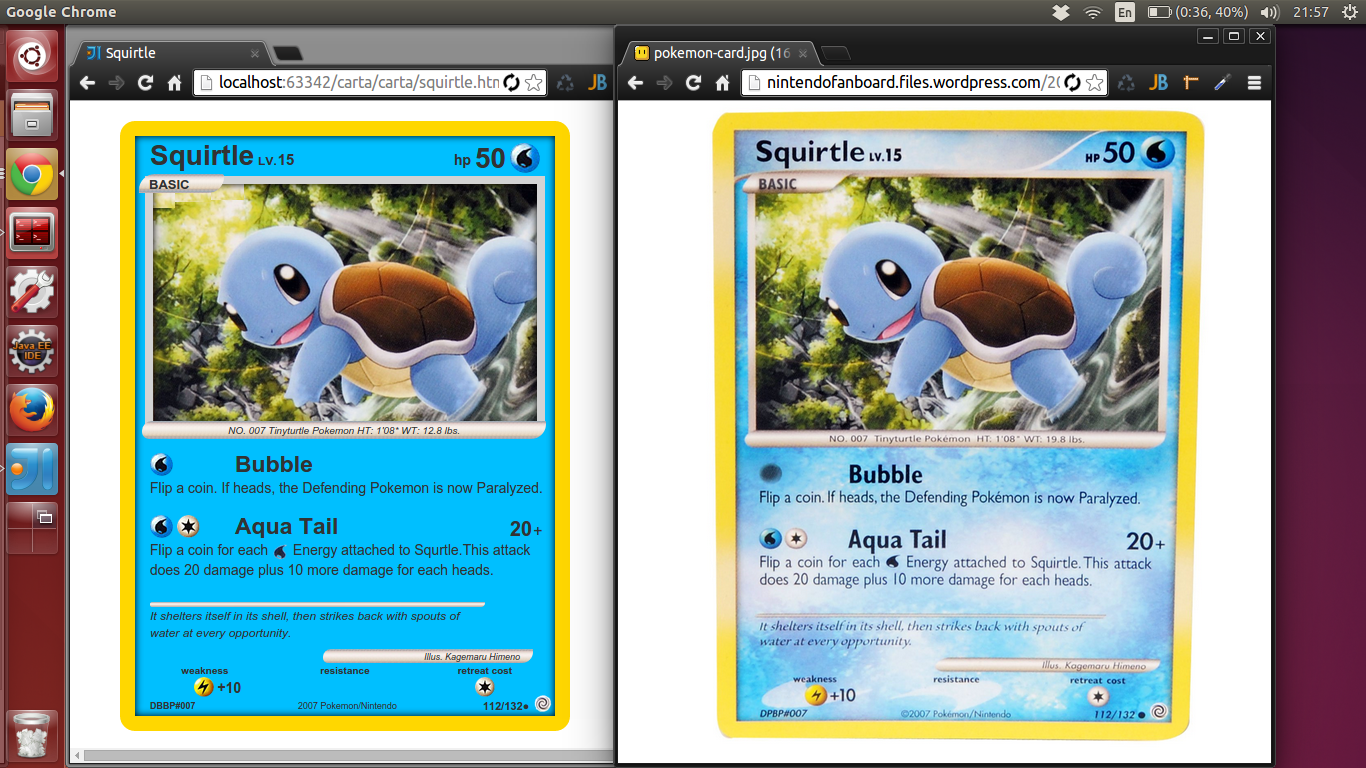 Google Chrome
En
(0:36, 40%)
21:57
Java EE
IDE
Squirtle
localhost:63342/carta/carta/squirtle.htm
JB
Squirtle Lv.15
hp 50
BASIC
NO. 007 Tinyturtle Pokemon HT: 1'08" WT: 12.8 lbs.
Bubble
Flip a coin. If heads, the Defending Pokemon is now Paralyzed.
Aqua Tail
20+
Flip a coin for each Energy attached to Squrtle.This attack
does 20 damage plus 10 more damage for each heads.
It shelters itself in its shell, then strikes back with spouts of
water at every opportunity.
Illus. Kagemaru Himeno
weakness resistance retreat cost
+10
DBBP#007 2007 Pokemon/Nintendo 112/132●
pokemon-card.jpg (16
nintendofanboard.files.wordpress.com/20
JB
Squirtle LV.15
HP 50
BASIC
NO. 007 Tinyturtle Pokémon HT: 1'08" WT: 19.8 lbs.
Bubble
Flip a coin. If heads, the Defending Pokémon is now Paralyzed.
Aqua Tail
20+
Flip a coin for each Energy attached to Squirtle. This attack
does 20 damage plus 10 more damage for each heads.
It shelters itself in its shell, then strikes back with spouts of
water at every opportunity.
Illus. Kagemaru Himeno
weakness resistance retreat cost
+10
DPBP#007 ©2007 Pokémon/Nintendo 112/132 ●